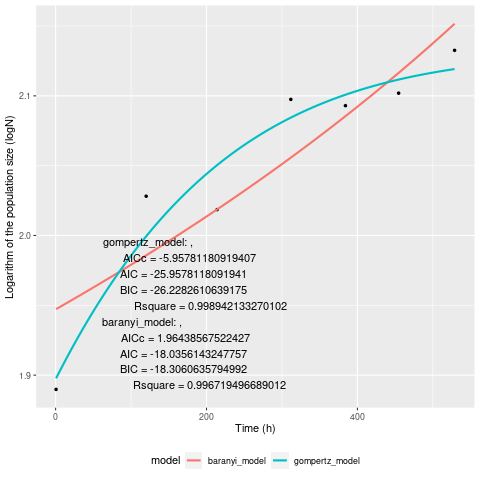 Logarithm of the population size (logN)
2.1
2.0
1.9
gompertz_model: ,
AICc = -5.95781180919407
AIC = -25.957811809​1941
BIC = -26.2282610639175
Rsquare = 0.998942133270102
baranyi_model: ,
AICc = 1.96438567522427
AIC = -18.0356143247757
BIC = -18.3060635794992
Rsquare = 0.996719496689012
0
200
400
Time (h)
model
baranyi_model
gompertz_model